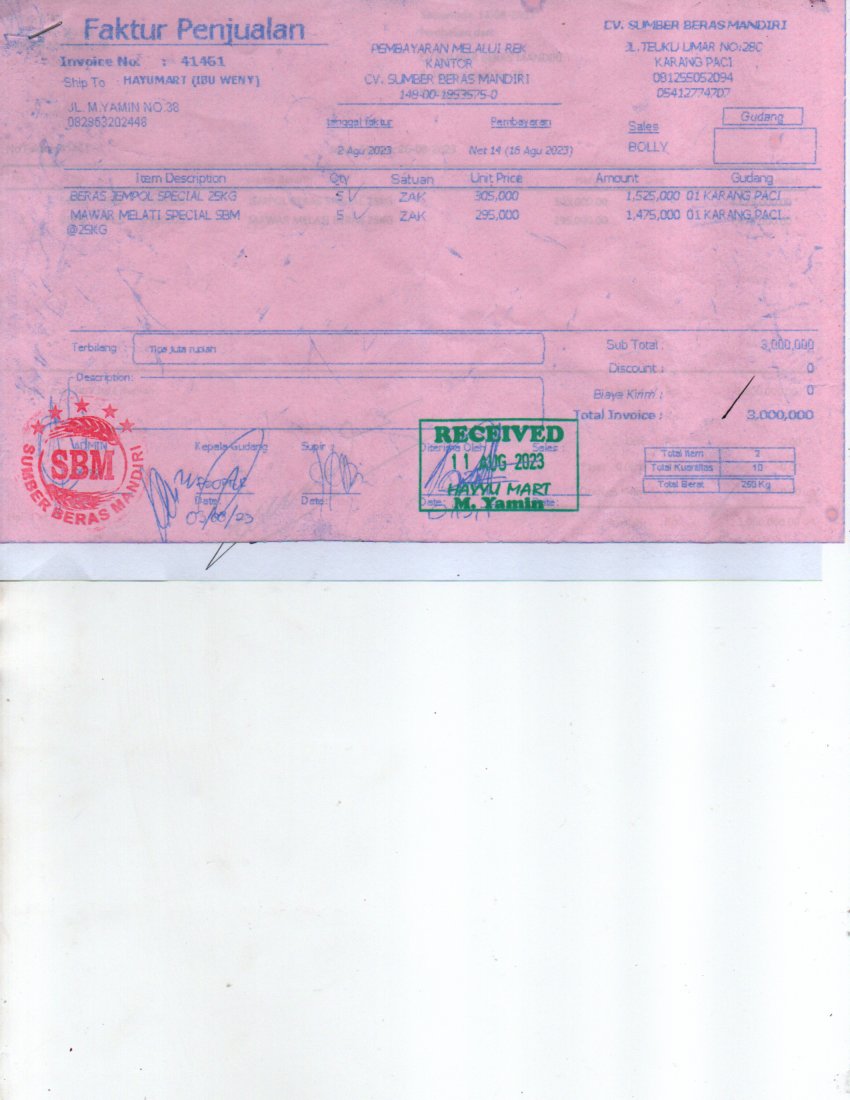 Faktur Penjualan
Invoice No. : 41461
Ship To HAYUMART (IBU WENY)
JL. M.YAMIN NO.38
082953202448
PEMBAYARAN MELALUI REK
KANTOR
CV. SUMBER BERAS MANDIRI
148-00-1993575-0
CV. SUMBER BERAS MANDIRI
JL. TEUKU UMAR NO:28C
KARANG PACI
081255052094
05412774707
Tanggal faktur Pembayaran Sales Gudang
2 Agu 2023 Net 14 (16 Agu 2023) BOLLY
Item Description Qty Satuan Unit Price Amount Gudang
BERAS JEMPOL SPECIAL 25KG 5 ZAK 305,000 1,525,000 01 KARANG PACI
MAWAR MELATI SPECIAL SBM 5 ZAK 295,000 1,475,000 01 KARANG PACI
@25KG
Terbilang : Tiga juta rupiah
Sub Total : 3,000,000
Discount : 0
Description:
Biaya Kirim : 0
Total Invoice : 3,000,000
ADMIN Kepala Gudang Supir Diterima Oleh Sales :
Date: Date: Date: Date:
03/08/23
SBM
SUMBER BERAS MANDIRI
RECEIVED
11 AUG 2023
HAYYU MART
M. Yamin
Total Item 2
Total Kuantitas 10
Total Berat 250 Kg